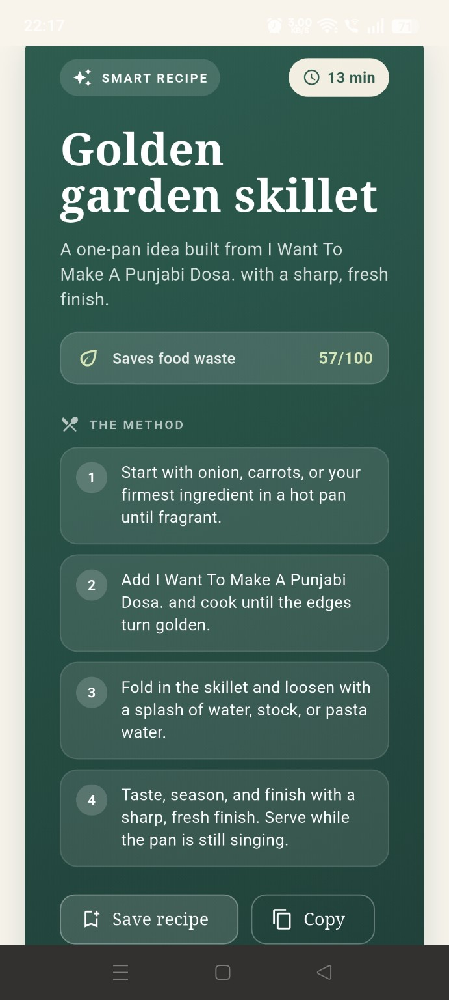 22:17
3.00
KB/S
71
SMART RECIPE
13 min
Golden
garden skillet
A one-pan idea built from I Want To
Make A Punjabi Dosa. with a sharp, fresh
finish.
Saves food waste
57/100
THE METHOD
1
Start with onion, carrots, or your
firmest ingredient in a hot pan
until fragrant.
2
Add I Want To Make A Punjabi
Dosa. and cook until the edges
turn golden.
3
Fold in the skillet and loosen with
a splash of water, stock, or pasta
water.
4
Taste, season, and finish with a
sharp, fresh finish. Serve while
the pan is still singing.
Save recipe
Copy